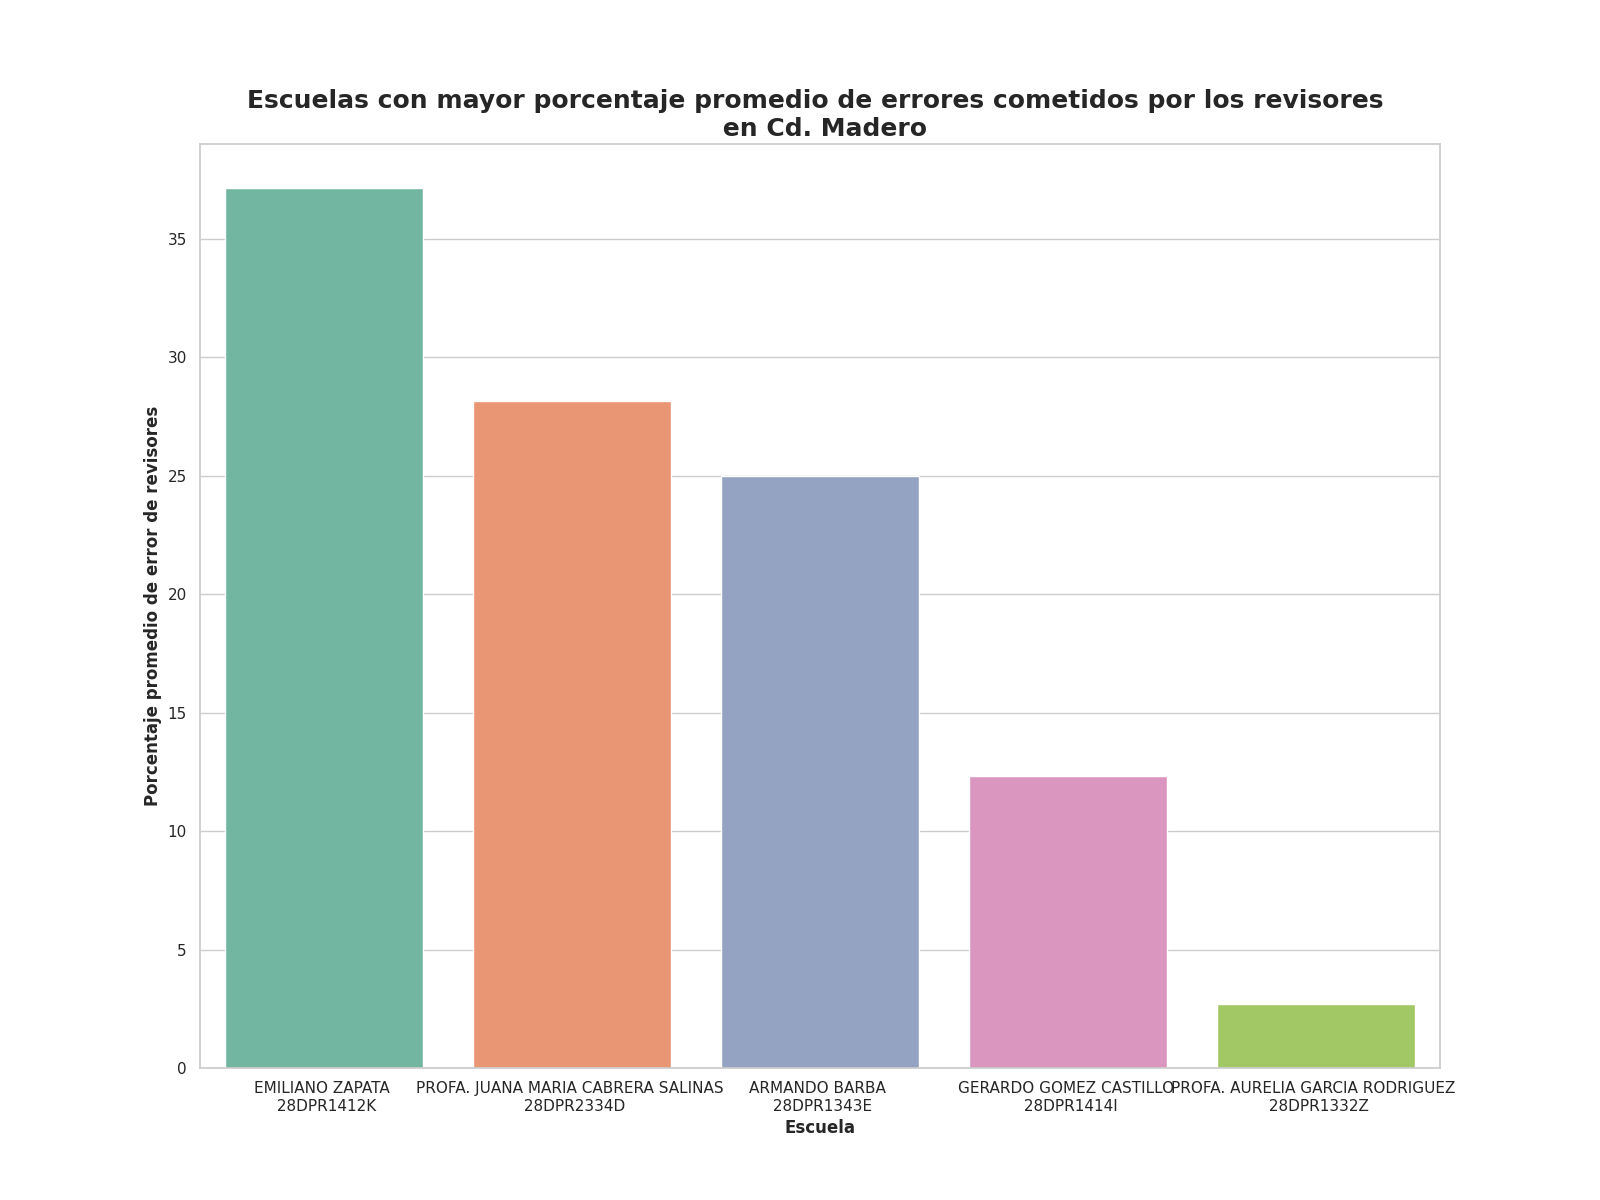 Escuelas con mayor porcentaje promedio de errores cometidos por los revisores
en Cd. Madero
Porcentaje promedio de error de revisores
35
30
25
20
15
10
5
0
EMILIANO ZAPATA
28DPR1412K
PROFA. JUANA MARIA CABRERA SALINAS
28DPR2334D
ARMANDO BARBA
28DPR1343E
GERARDO GOMEZ CASTILLO
28DPR1414I
PROFA. AURELIA GARCIA RODRIGUEZ
28DPR1332Z
Escuela